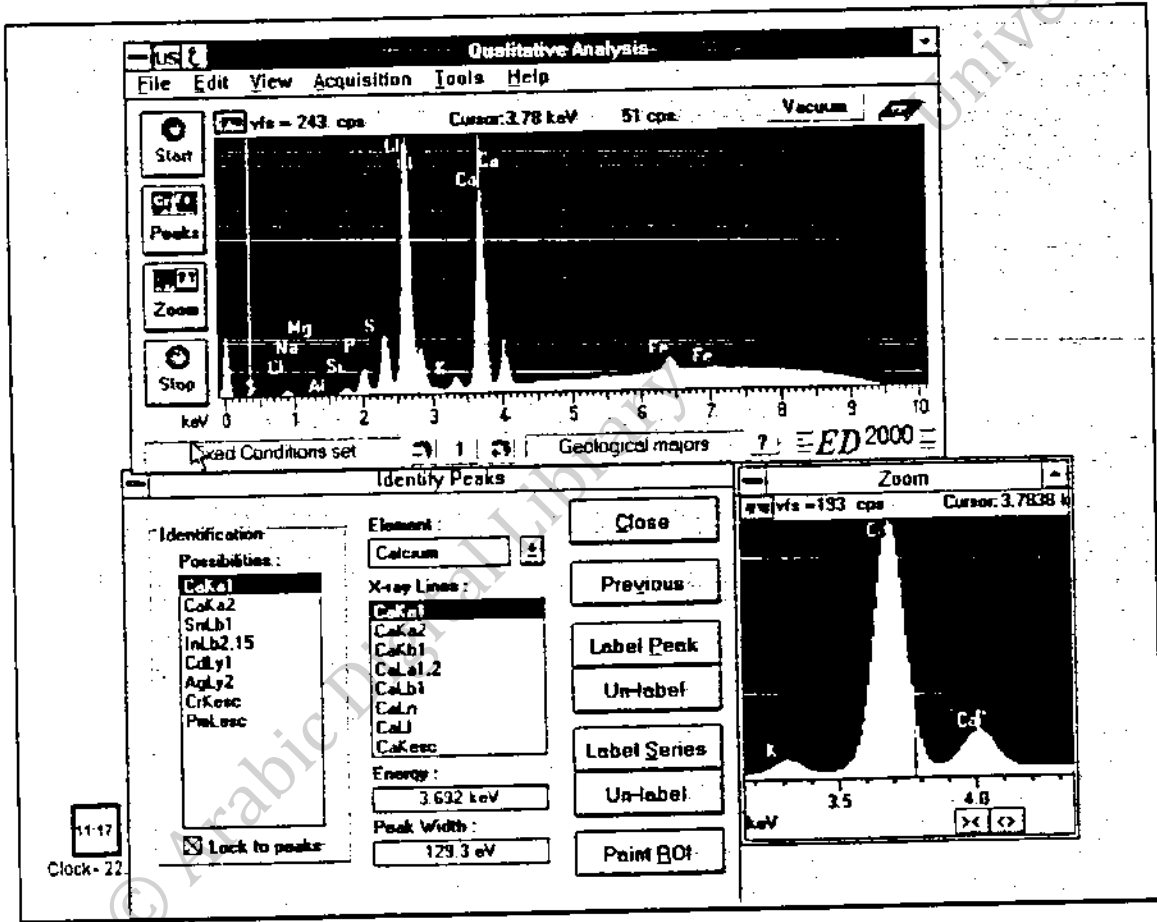 Qualitative Analysis
File Edit View Acquisition Tools Help
Start
vfs = 243. cps Cursor:3.78 keV 51 cps Vacuum
Peaks
Zoom
Stop
Ca
Mg
Na
S
P
Al
K
Fe Fe
keV 0 1 2 3 4 5 6 7 8 9 10
Conditions set 1 Geological majors ? ED 2000
Identify Peaks
Identification
Possibilities :
CaKa1
CaKa2
SnLb1
InLb2,15
CdLy1
AgLy2
CrKesc
PmLesc
Lock to peaks
Element :
Calcium
X-ray Lines :
CaKa1
CaKa2
CaKb1
CaLa1,2
CaLb1
CaLn
CaLl
CaKesc
Energy :
3.692 keV
Peak Width :
129.3 eV
Close
Previous
Label Peak
Un-label
Label Series
Un-label
Paint ROI
Zoom
vfs =193 cps Cursor: 3.7838 k
Ca
K
Ca
3.5 4.0
keV >< <>
11:17
Clock- 22
© Arabic Digital Library